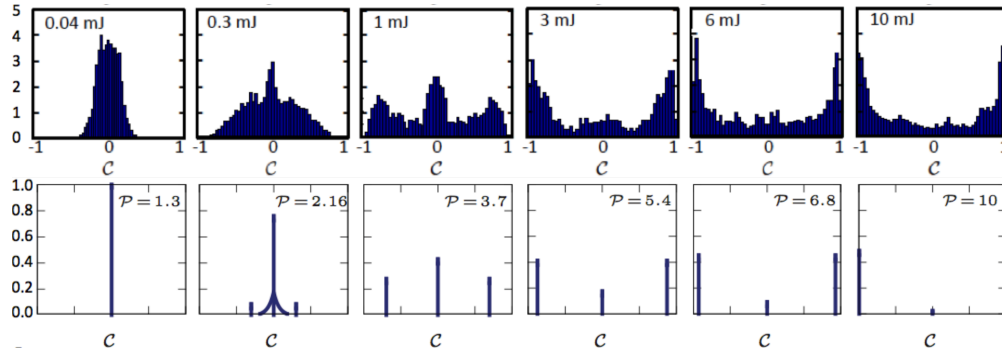 0.04 mJ 0.3 mJ 1 mJ 3 mJ 6 mJ 10 mJ
5
4
3
2
1
0
-1 0 1 -1 0 1 -1 0 1 -1 0 1 -1 0 1 -1 0 1
C C C C C C
P = 1.3 P = 2.16 P = 3.7 P = 5.4 P = 6.8 P = 10
1.0
0.8
0.6
0.4
0.2
0.0
C C C C C C